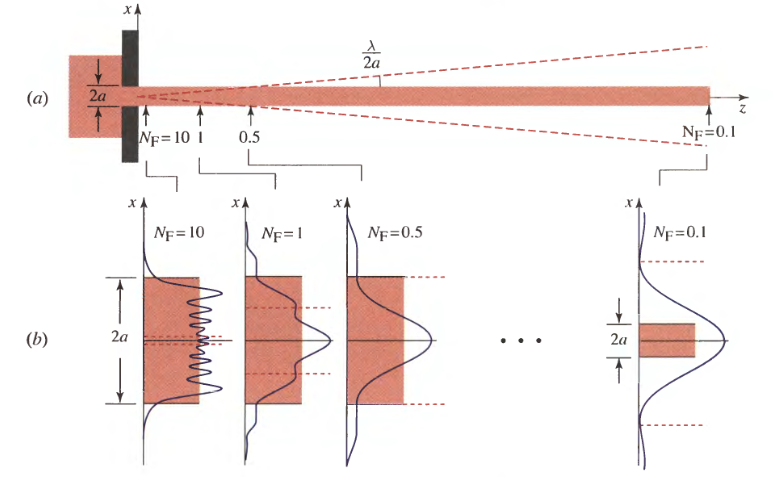 x
λ
2a
(a)
2a
z
N_F = 10 1 0.5 N_F = 0.1
x x x x
N_F = 10 N_F = 1 N_F = 0.5 N_F = 0.1
(b)
2a
• • •
2a